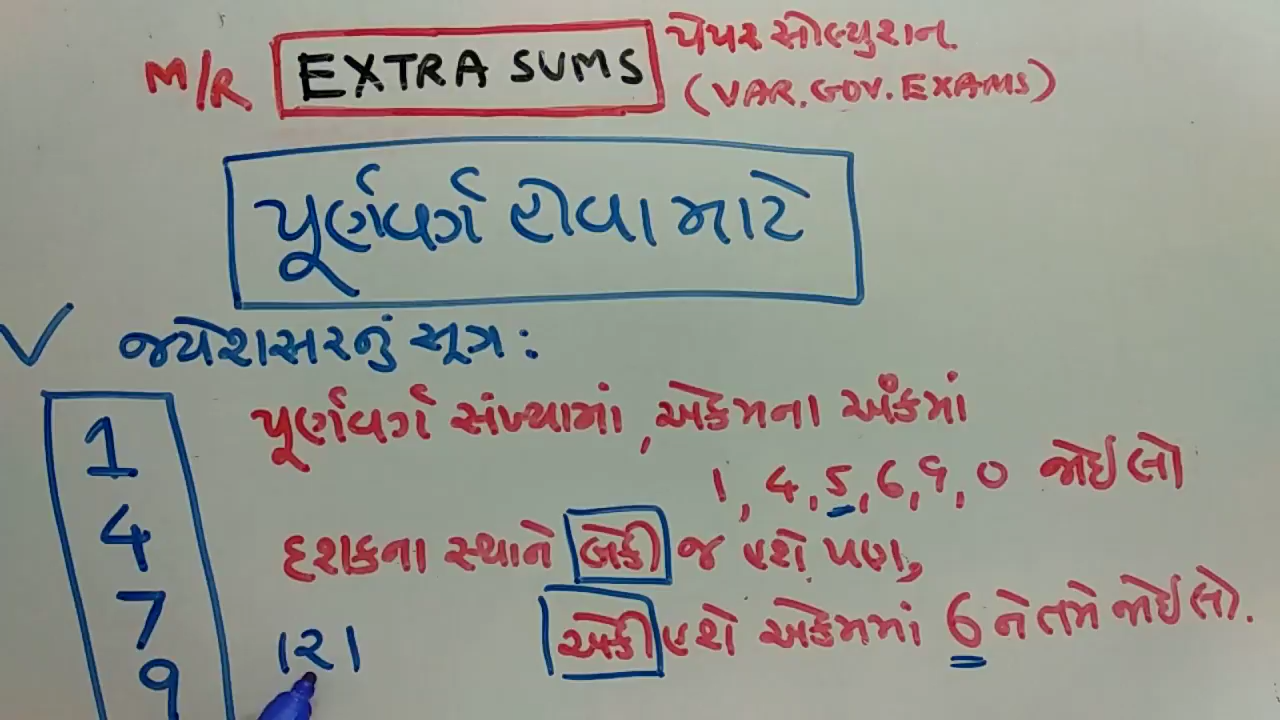 M/R EXTRA SUMS પેપર સોલ્યુશન.
(VAR. GOV. EXAMS)
પૂર્ણવર્ગ હોવા માટે
જયેશસરનું સૂત્ર :
પૂર્ણવર્ગ સંખ્યામાં, એકમના અંકમાં
1, 4, 5, 6, 9, 0 જોઈ લો
દશકના સ્થાને બેકી જ હશે પણ,
એકી હશે એકમમાં 6 ને તમે જોઈ લો.
1
4
7
9
121